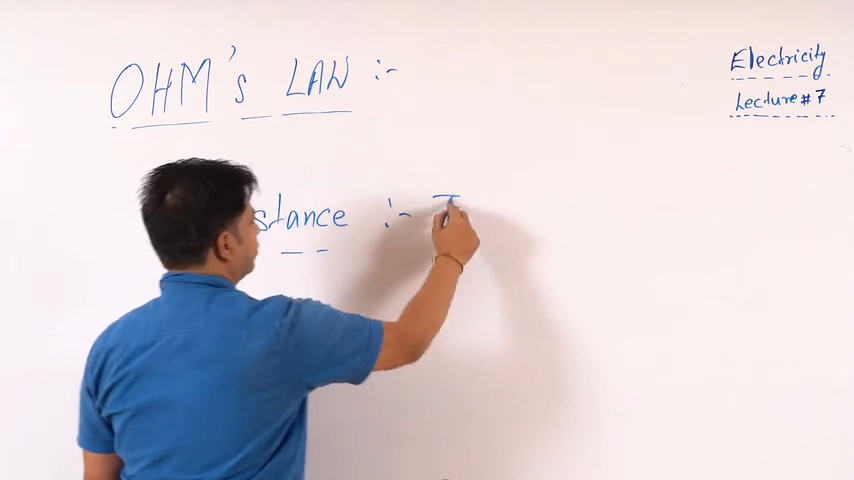 OHM's LAW :-
Electricity
Lecture #7
stance :- T